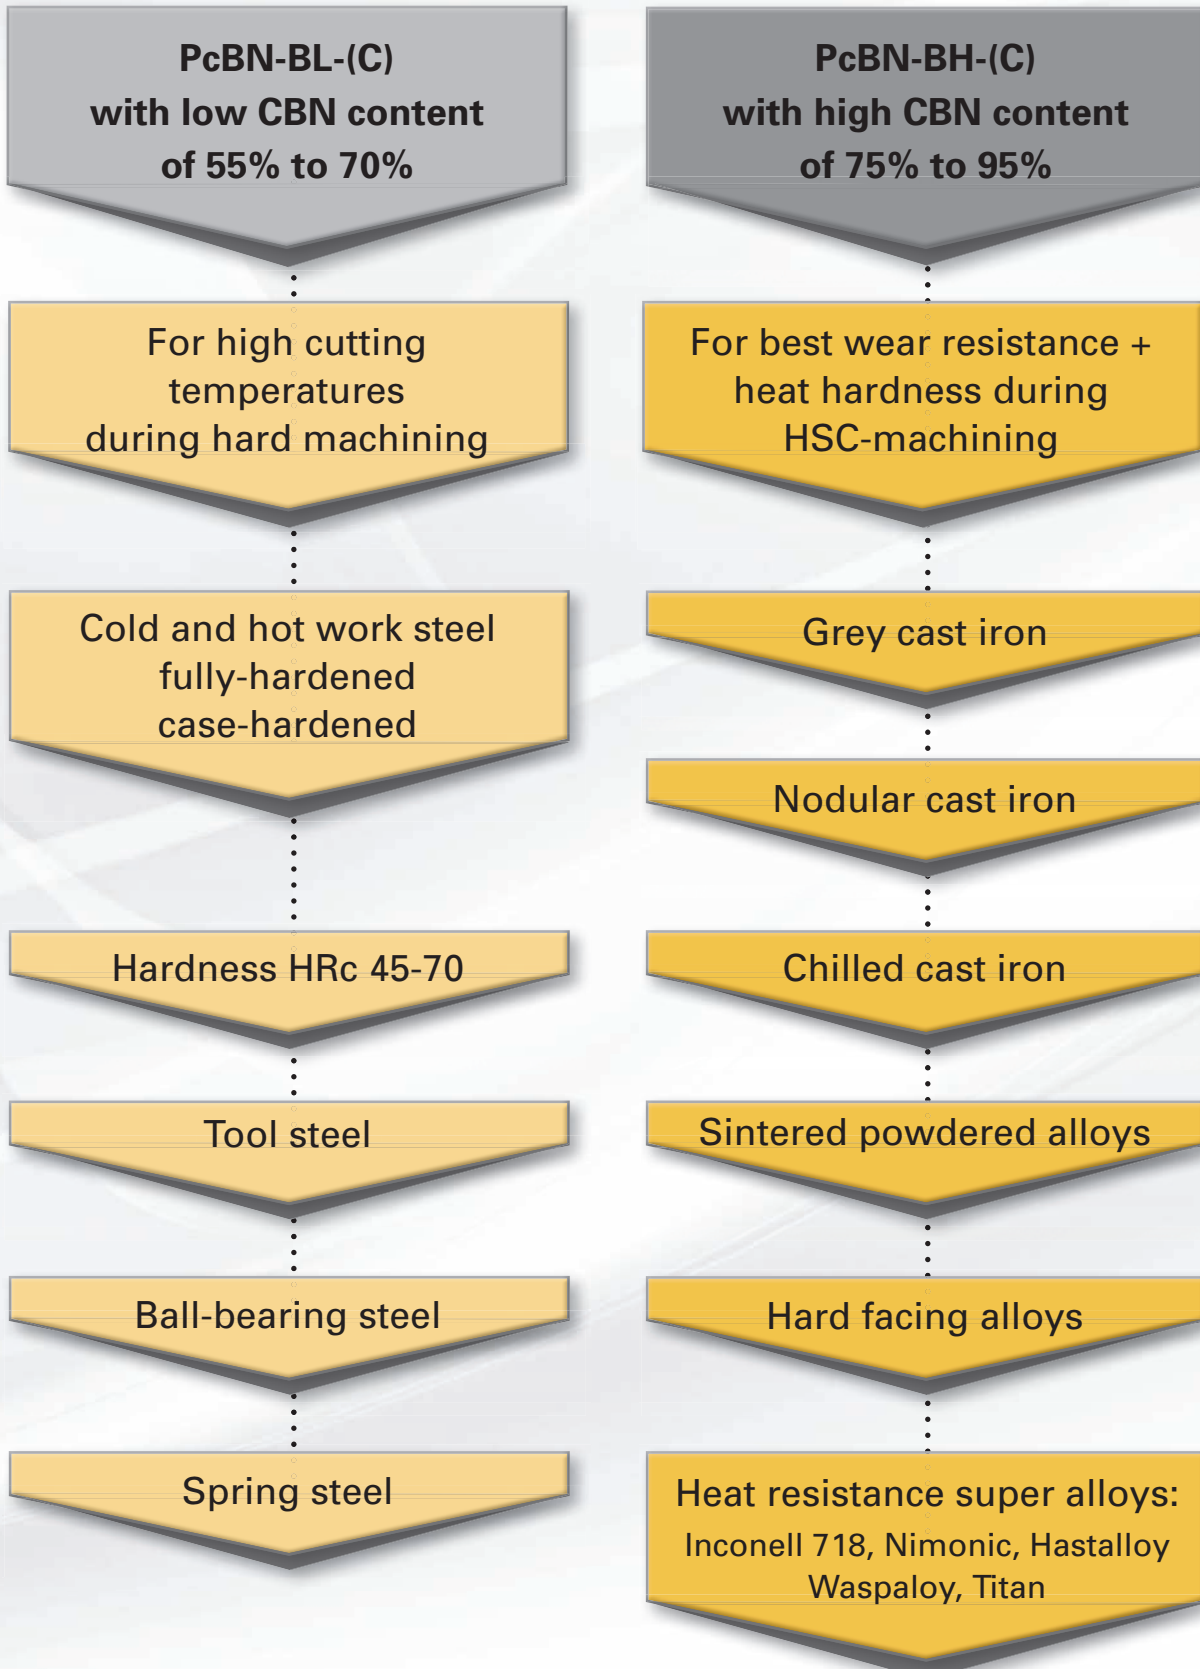 PcBN-BL-(C)
with low CBN content
of 55% to 70%
For high cutting
temperatures
during hard machining
Cold and hot work steel
fully-hardened
case-hardened
Hardness HRc 45-70
Tool steel
Ball-bearing steel
Spring steel
PcBN-BH-(C)
with high CBN content
of 75% to 95%
For best wear resistance +
heat hardness during
HSC-machining
Grey cast iron
Nodular cast iron
Chilled cast iron
Sintered powdered alloys
Hard facing alloys
Heat resistance super alloys:
Inconell 718, Nimonic, Hastalloy
Waspaloy, Titan